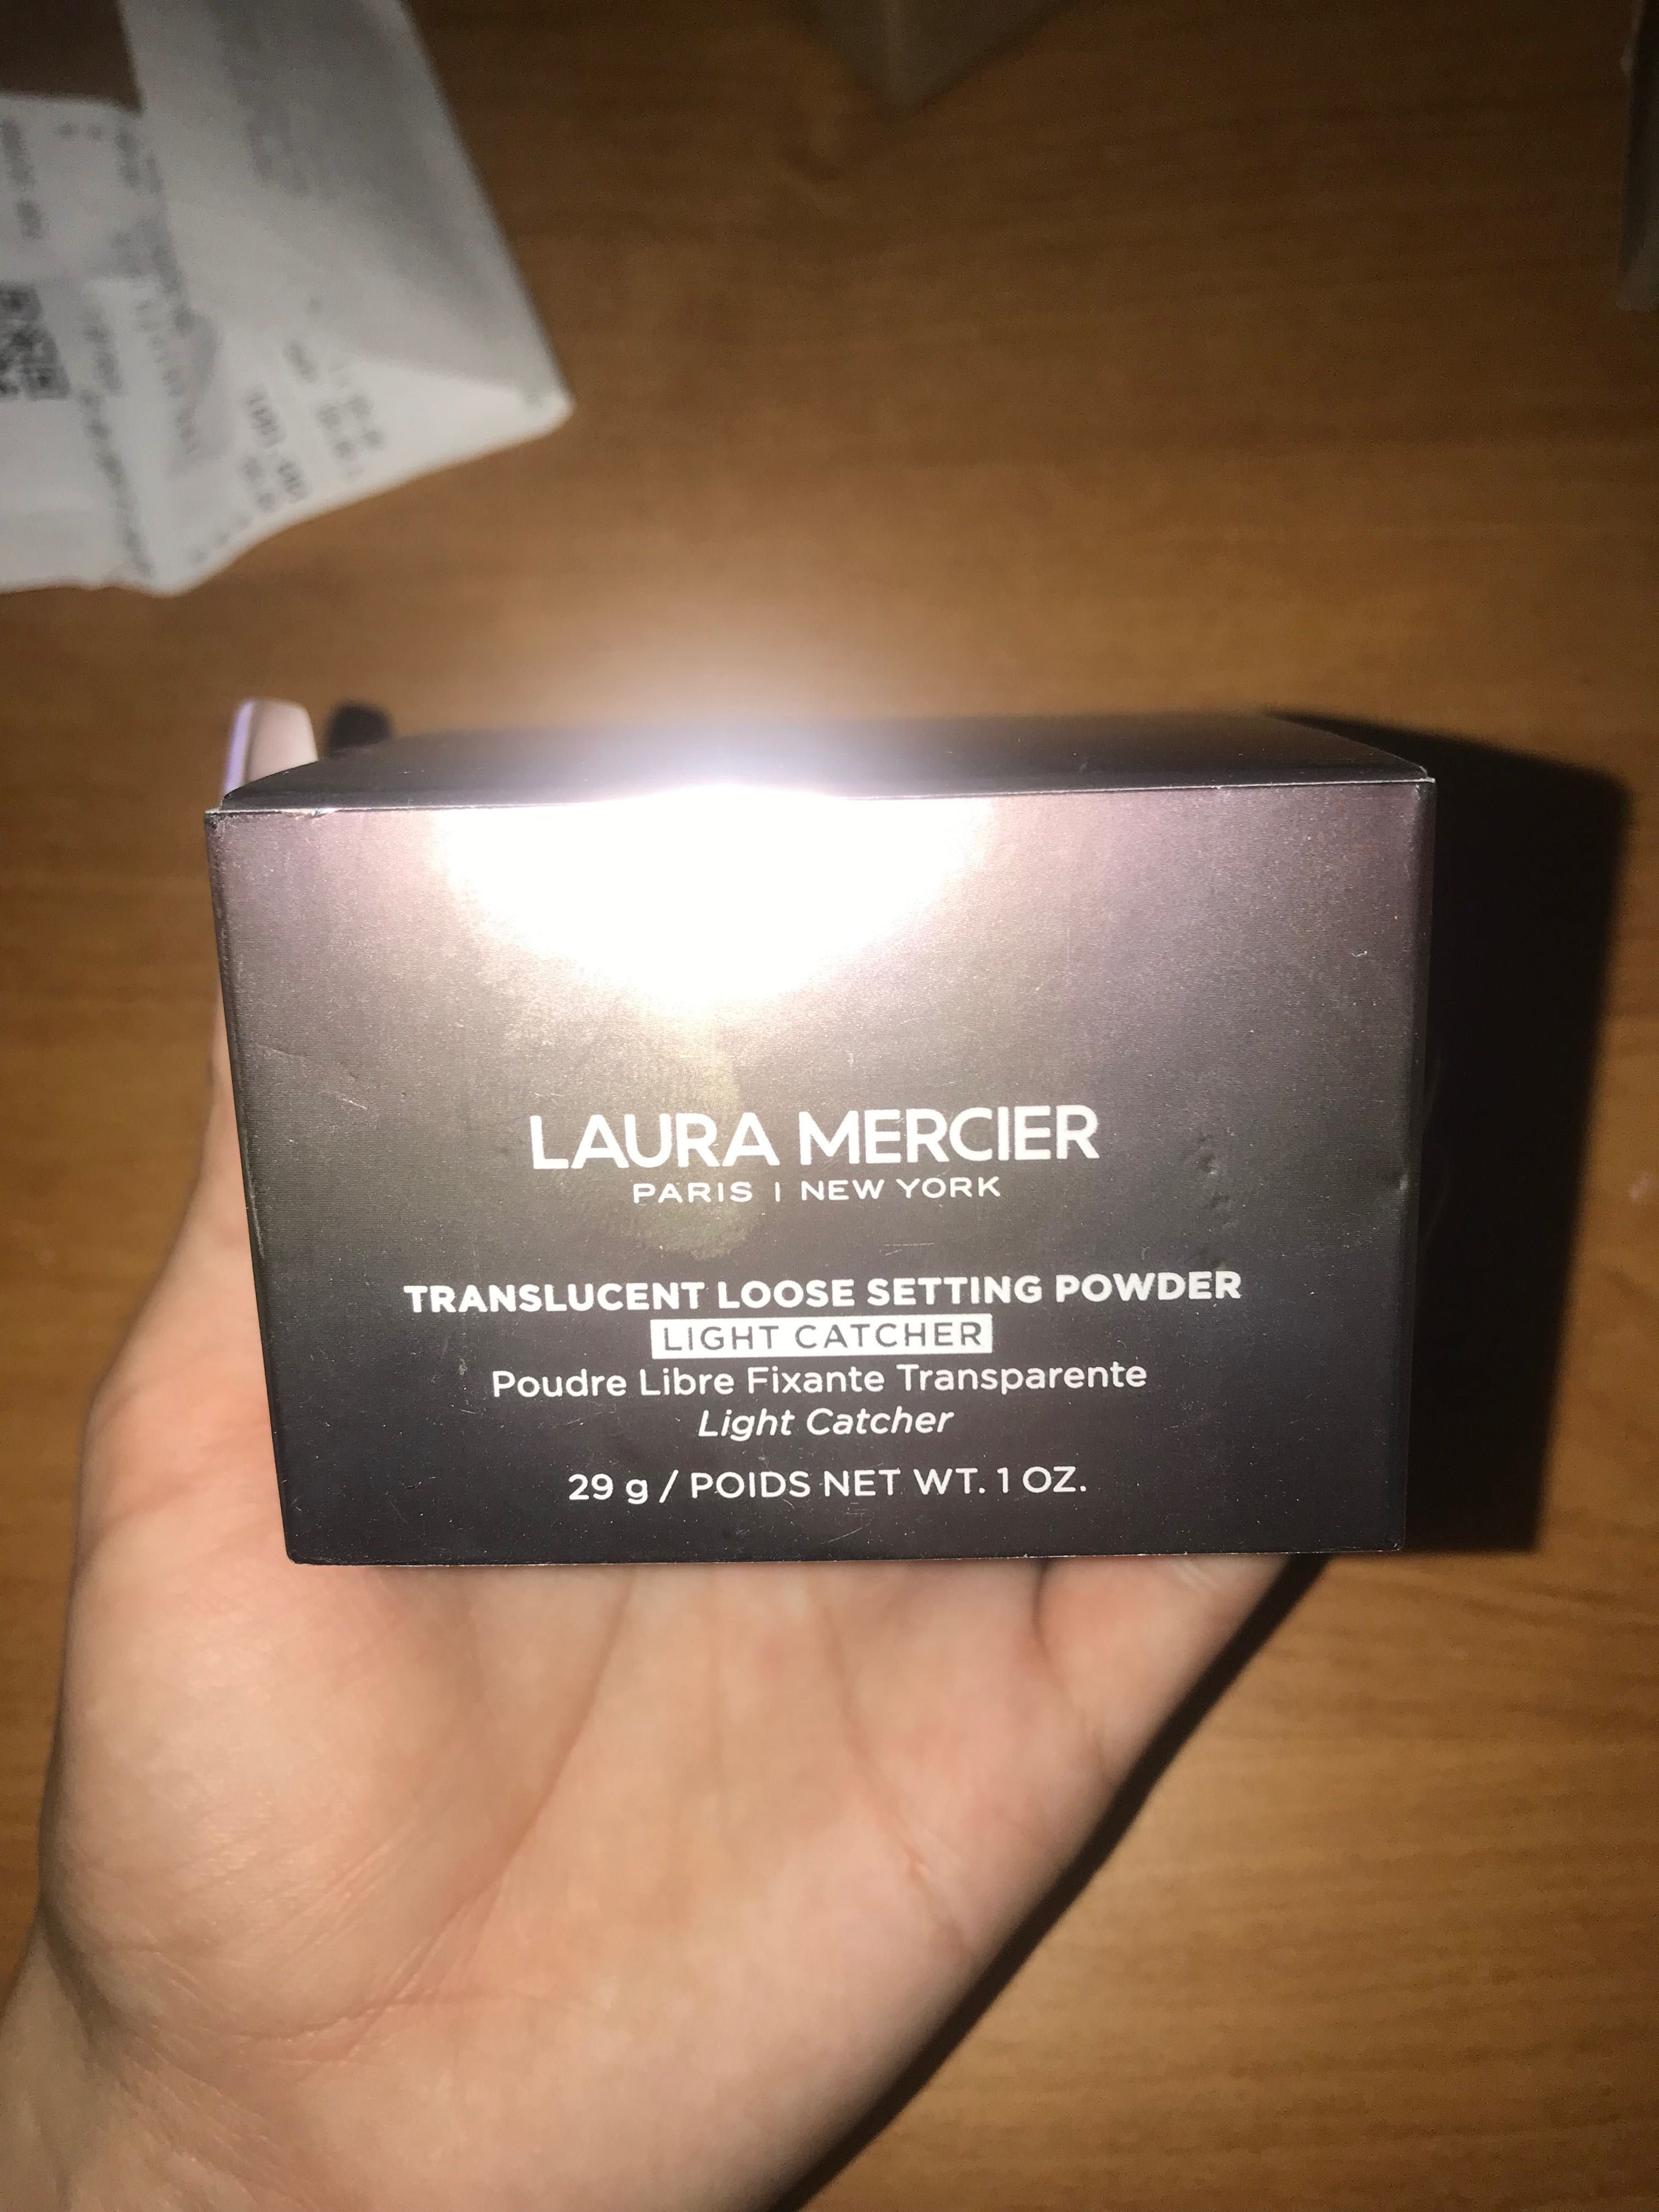 LAURA MERCIER
PARIS | NEW YORK
TRANSLUCENT LOOSE SETTING POWDER
LIGHT CATCHER
Poudre Libre Fixante Transparente
Light Catcher
29 g / POIDS NET WT. 1 OZ.